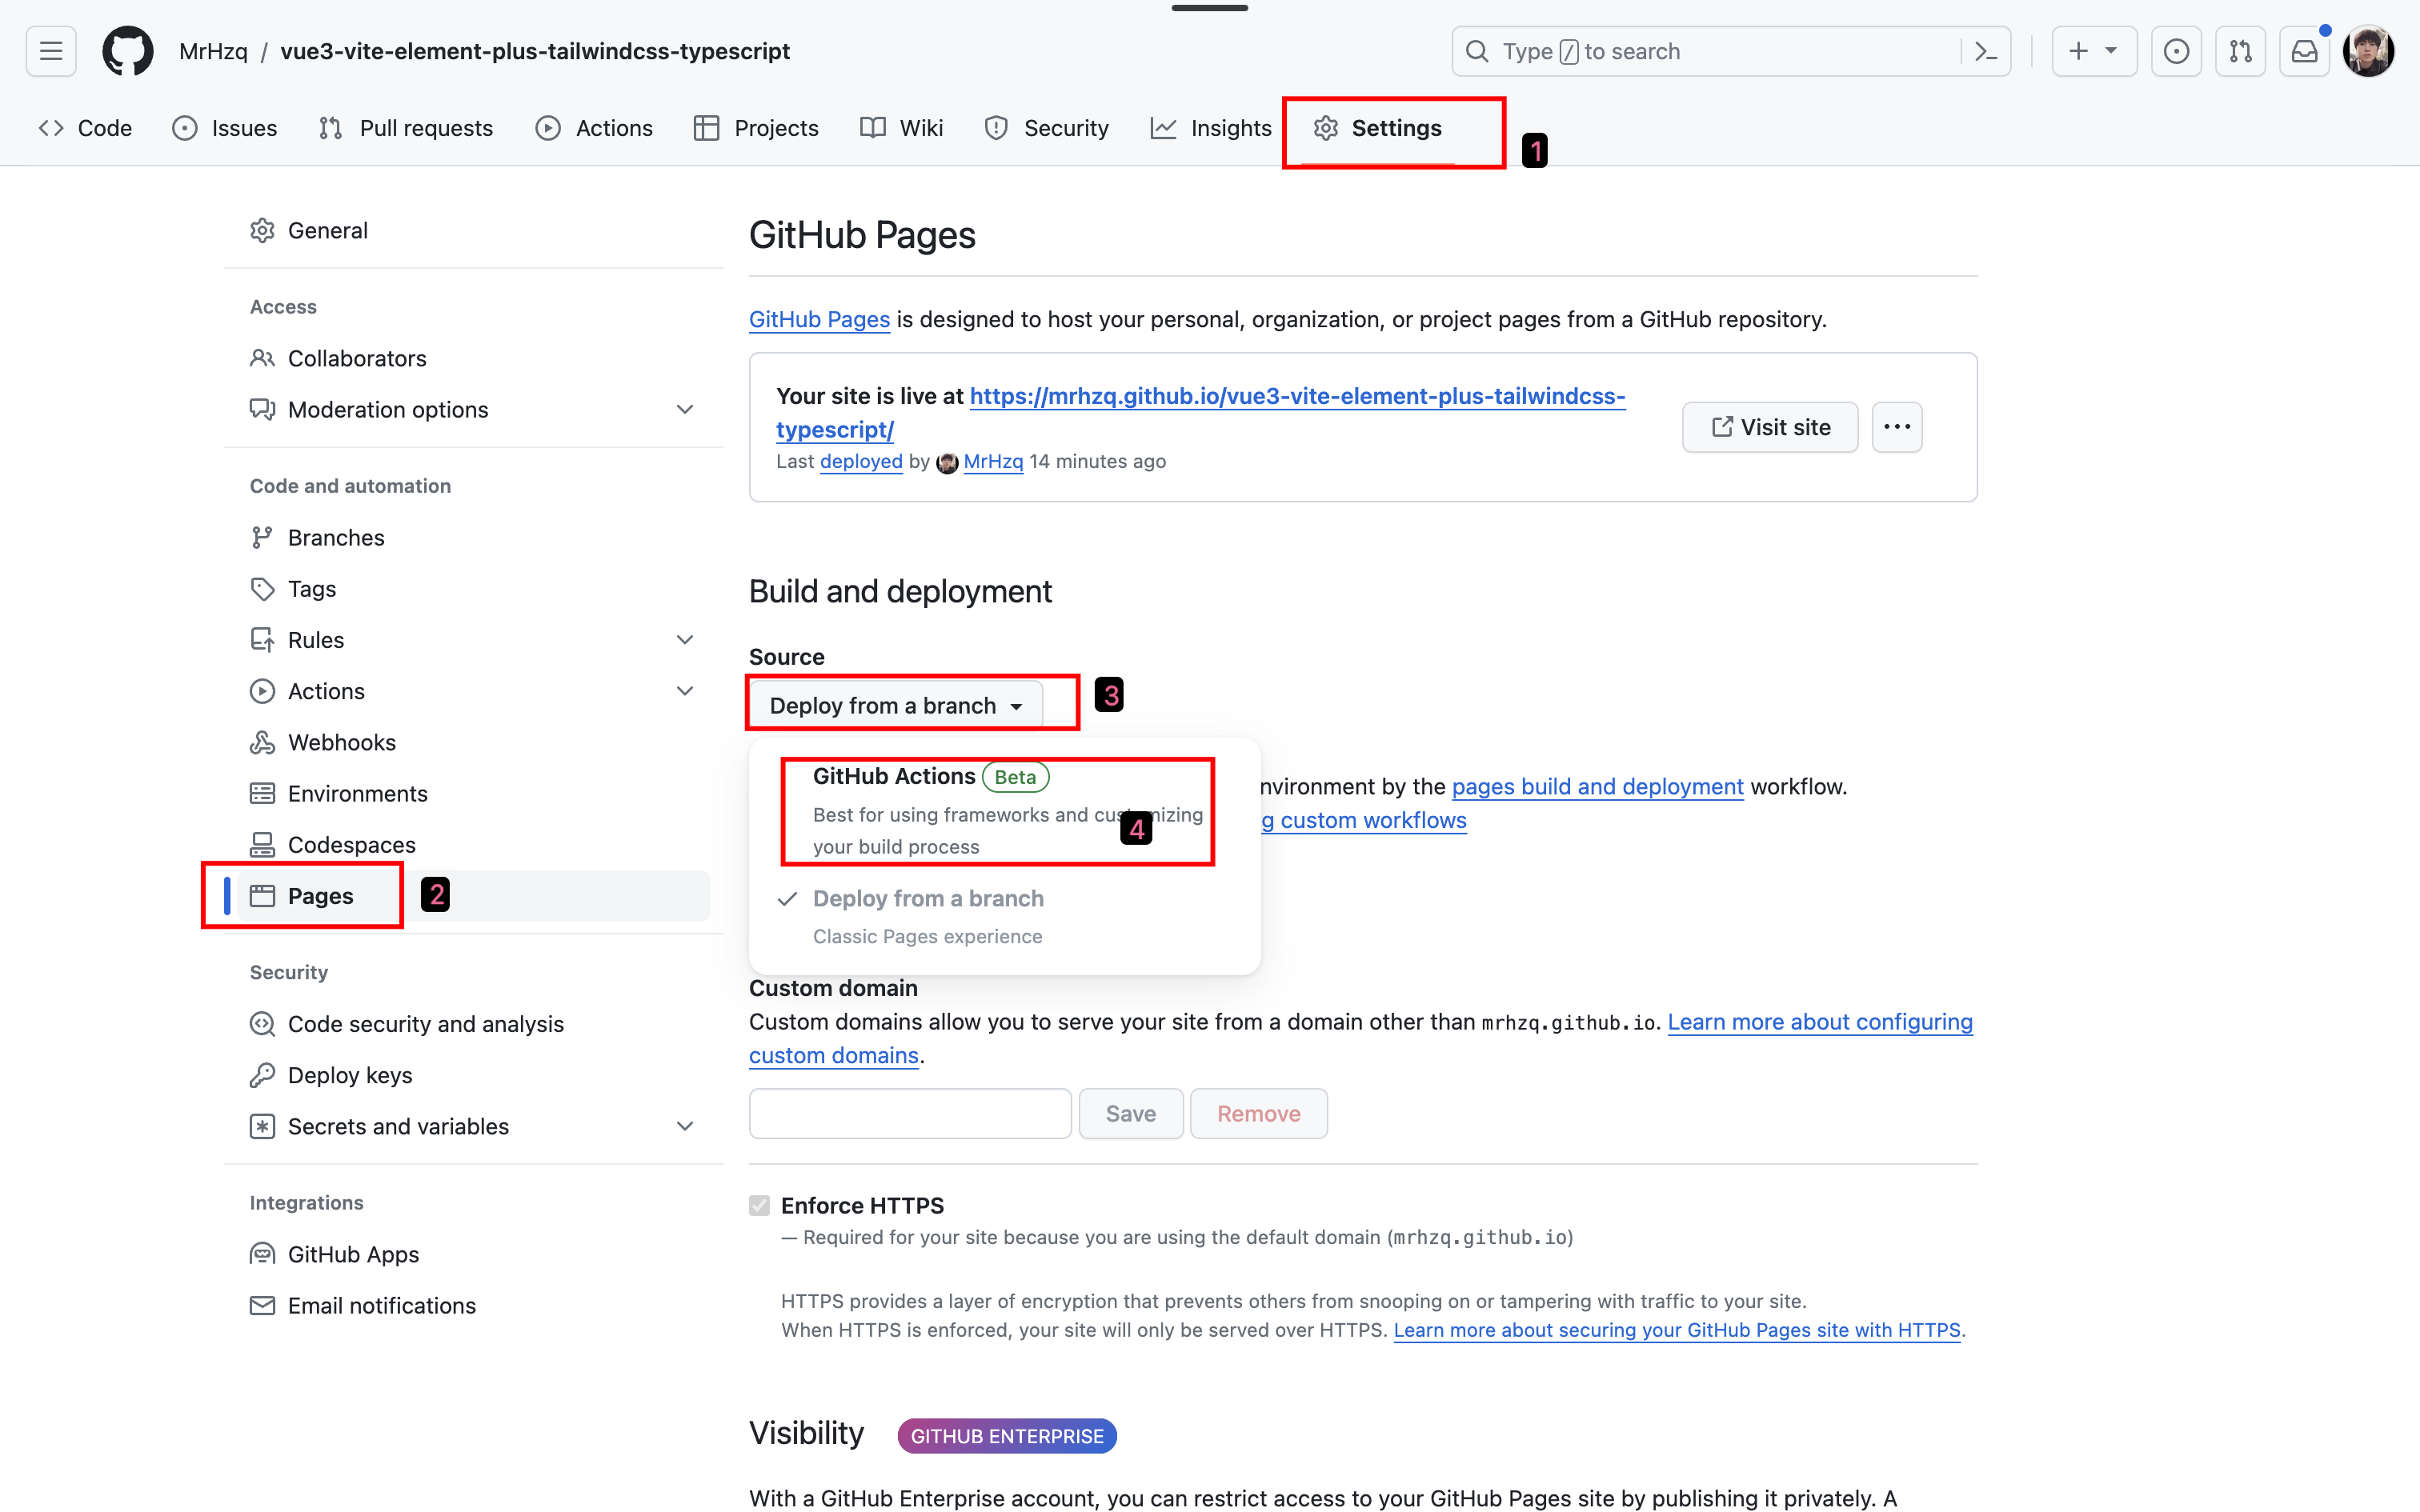 MrHzq / vue3-vite-element-plus-tailwindcss-typescript
Type / to search
Code Issues Pull requests Actions Projects Wiki Security Insights Settings
1
General
Access
Collaborators
Moderation options
Code and automation
Branches
Tags
Rules
Actions
Webhooks
Environments
Codespaces
Pages
2
Security
Code security and analysis
Deploy keys
Secrets and variables
Integrations
GitHub Apps
Email notifications
GitHub Pages
GitHub Pages is designed to host your personal, organization, or project pages from a GitHub repository.
Your site is live at https://mrhzq.github.io/vue3-vite-element-plus-tailwindcss-
typescript/
Last deployed by MrHzq 14 minutes ago
Visit site
Build and deployment
Source
Deploy from a branch
3
GitHub Actions Beta
Best for using frameworks and customizing
your build process
4
Deploy from a branch
Classic Pages experience
nvironment by the pages build and deployment workflow.
g custom workflows
Custom domain
Custom domains allow you to serve your site from a domain other than mrhzq.github.io. Learn more about configuring
custom domains.
Save Remove
Enforce HTTPS
— Required for your site because you are using the default domain (mrhzq.github.io)
HTTPS provides a layer of encryption that prevents others from snooping on or tampering with traffic to your site.
When HTTPS is enforced, your site will only be served over HTTPS. Learn more about securing your GitHub Pages site with HTTPS.
Visibility GITHUB ENTERPRISE
With a GitHub Enterprise account, you can restrict access to your GitHub Pages site by publishing it privately. A